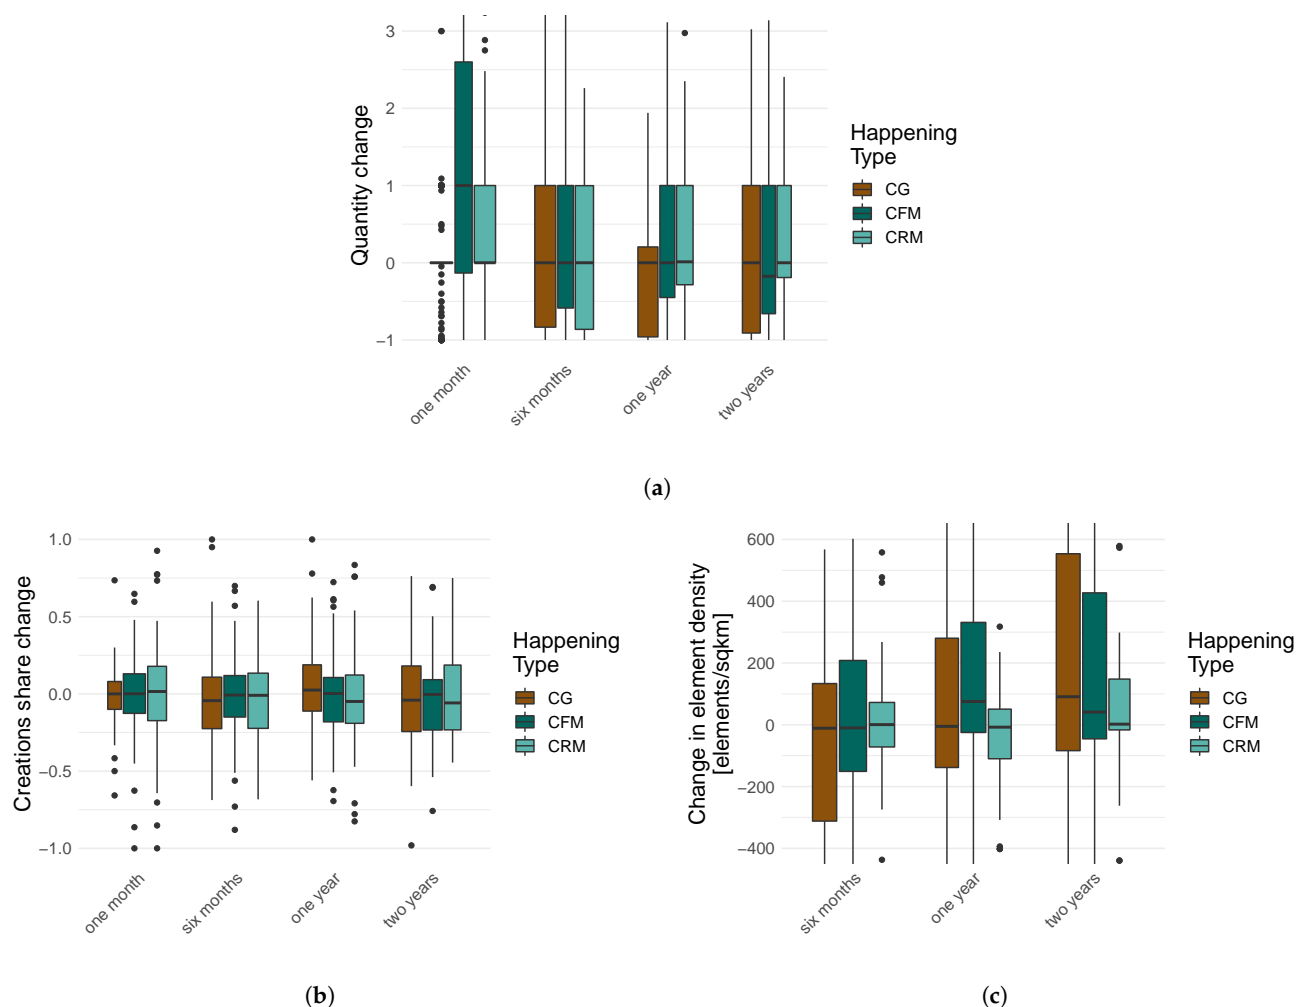 Quantity change
3
2
1
0
−1
one month
six months
one year
two years
Happening
Type
CG
CFM
CRM
(a)
Creations share change
1.0
0.5
0.0
−0.5
−1.0
one month
six months
one year
two years
Happening
Type
CG
CFM
CRM
(b)
Change in element density
[elements/sqkm]
600
400
200
0
−200
−400
six months
one year
two years
Happening
Type
CG
CFM
CRM
(c)